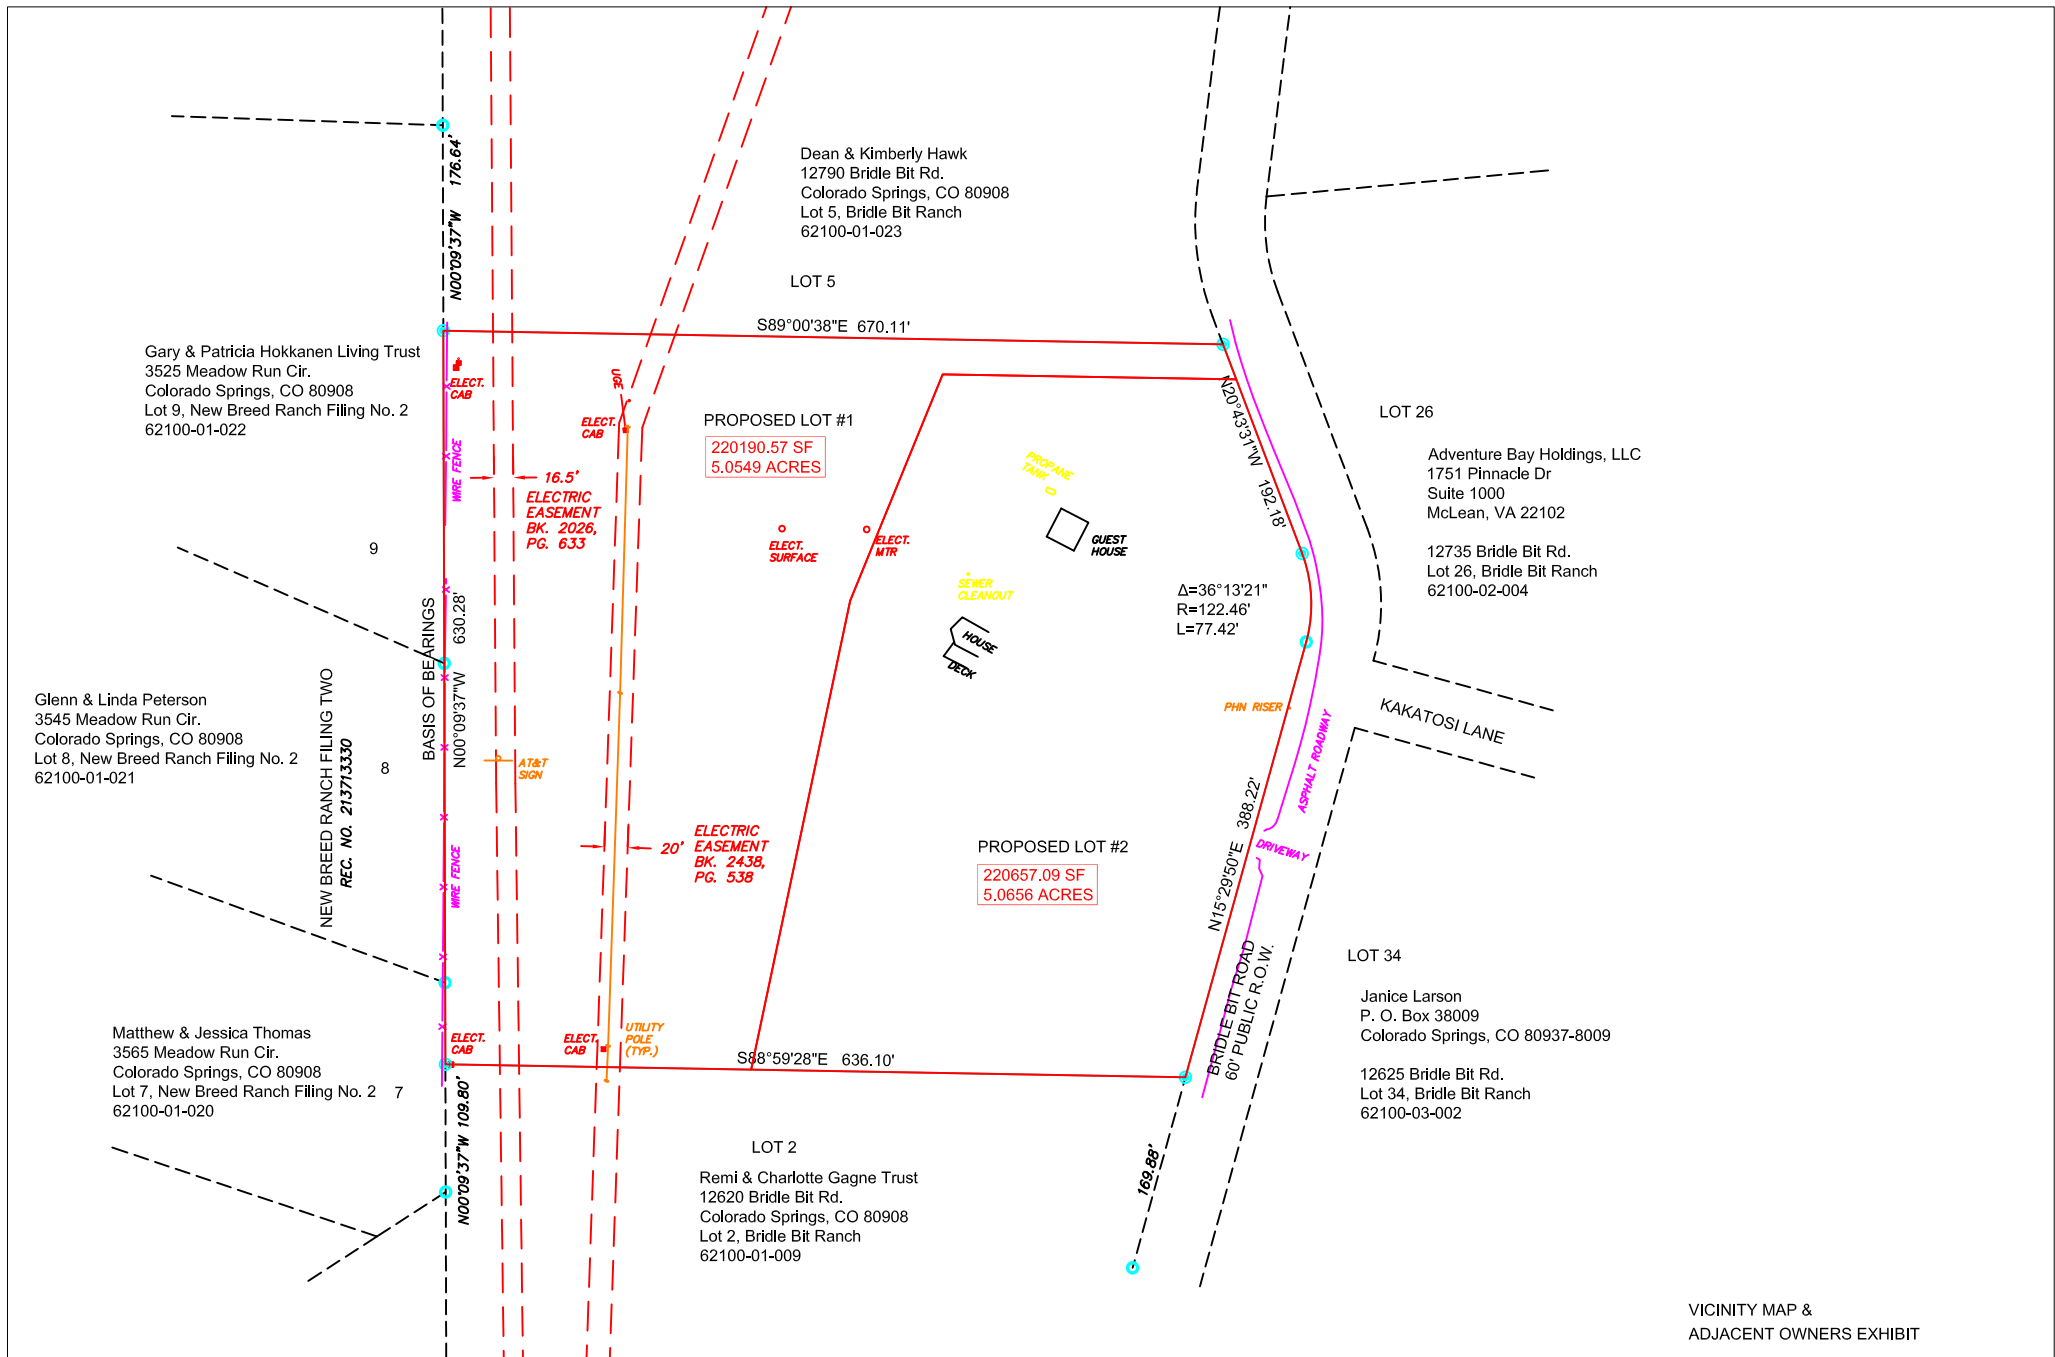 N00°09'37"W 176.64'
Dean & Kimberly Hawk
12790 Bridle Bit Rd.
Colorado Springs, CO 80908
Lot 5, Bridle Bit Ranch
62100-01-023
LOT 5
S89°00'38"E 670.11'
Gary & Patricia Hokkanen Living Trust
3525 Meadow Run Cir.
Colorado Springs, CO 80908
Lot 9, New Breed Ranch Filing No. 2
62100-01-022
ELECT.
CAB
WIRE FENCE
16.5'
ELECTRIC
EASEMENT
BK. 2026,
PG. 633
UGE
ELECT.
CAB
PROPOSED LOT #1
220190.57 SF
5.0549 ACRES
ELECT.
SURFACE
ELECT.
MTR
PROPANE
TANK
GUEST
HOUSE
SEWER
CLEANOUT
HOUSE
DECK
N20°43'31"W 192.18'
LOT 26
Adventure Bay Holdings, LLC
1751 Pinnacle Dr
Suite 1000
McLean, VA 22102
12735 Bridle Bit Rd.
Lot 26, Bridle Bit Ranch
62100-02-004
Δ=36°13'21"
R=122.46'
L=77.42'
9
BASIS OF BEARINGS
N00°09'37"W 630.28'
Glenn & Linda Peterson
3545 Meadow Run Cir.
Colorado Springs, CO 80908
Lot 8, New Breed Ranch Filing No. 2
62100-01-021
NEW BREED RANCH FILING TWO
REC. NO. 213713330
8
AT&T
SIGN
WIRE FENCE
20'
ELECTRIC
EASEMENT
BK. 2438,
PG. 538
PHN RISER
KAKATOSI LANE
ASPHALT ROADWAY
DRIVEWAY
PROPOSED LOT #2
220657.09 SF
5.0656 ACRES
N15°29'50"E 388.22'
BRIDLE BIT ROAD
60' PUBLIC R.O.W.
LOT 34
Janice Larson
P. O. Box 38009
Colorado Springs, CO 80937-8009
12625 Bridle Bit Rd.
Lot 34, Bridle Bit Ranch
62100-03-002
Matthew & Jessica Thomas
3565 Meadow Run Cir.
Colorado Springs, CO 80908
Lot 7, New Breed Ranch Filing No. 2
62100-01-020
7
ELECT.
CAB
ELECT.
CAB
UTILITY
POLE
(TYP.)
S88°59'28"E 636.10'
N00°09'37"W 109.80'
LOT 2
Remi & Charlotte Gagne Trust
12620 Bridle Bit Rd.
Colorado Springs, CO 80908
Lot 2, Bridle Bit Ranch
62100-01-009
169.88'
VICINITY MAP &
ADJACENT OWNERS EXHIBIT